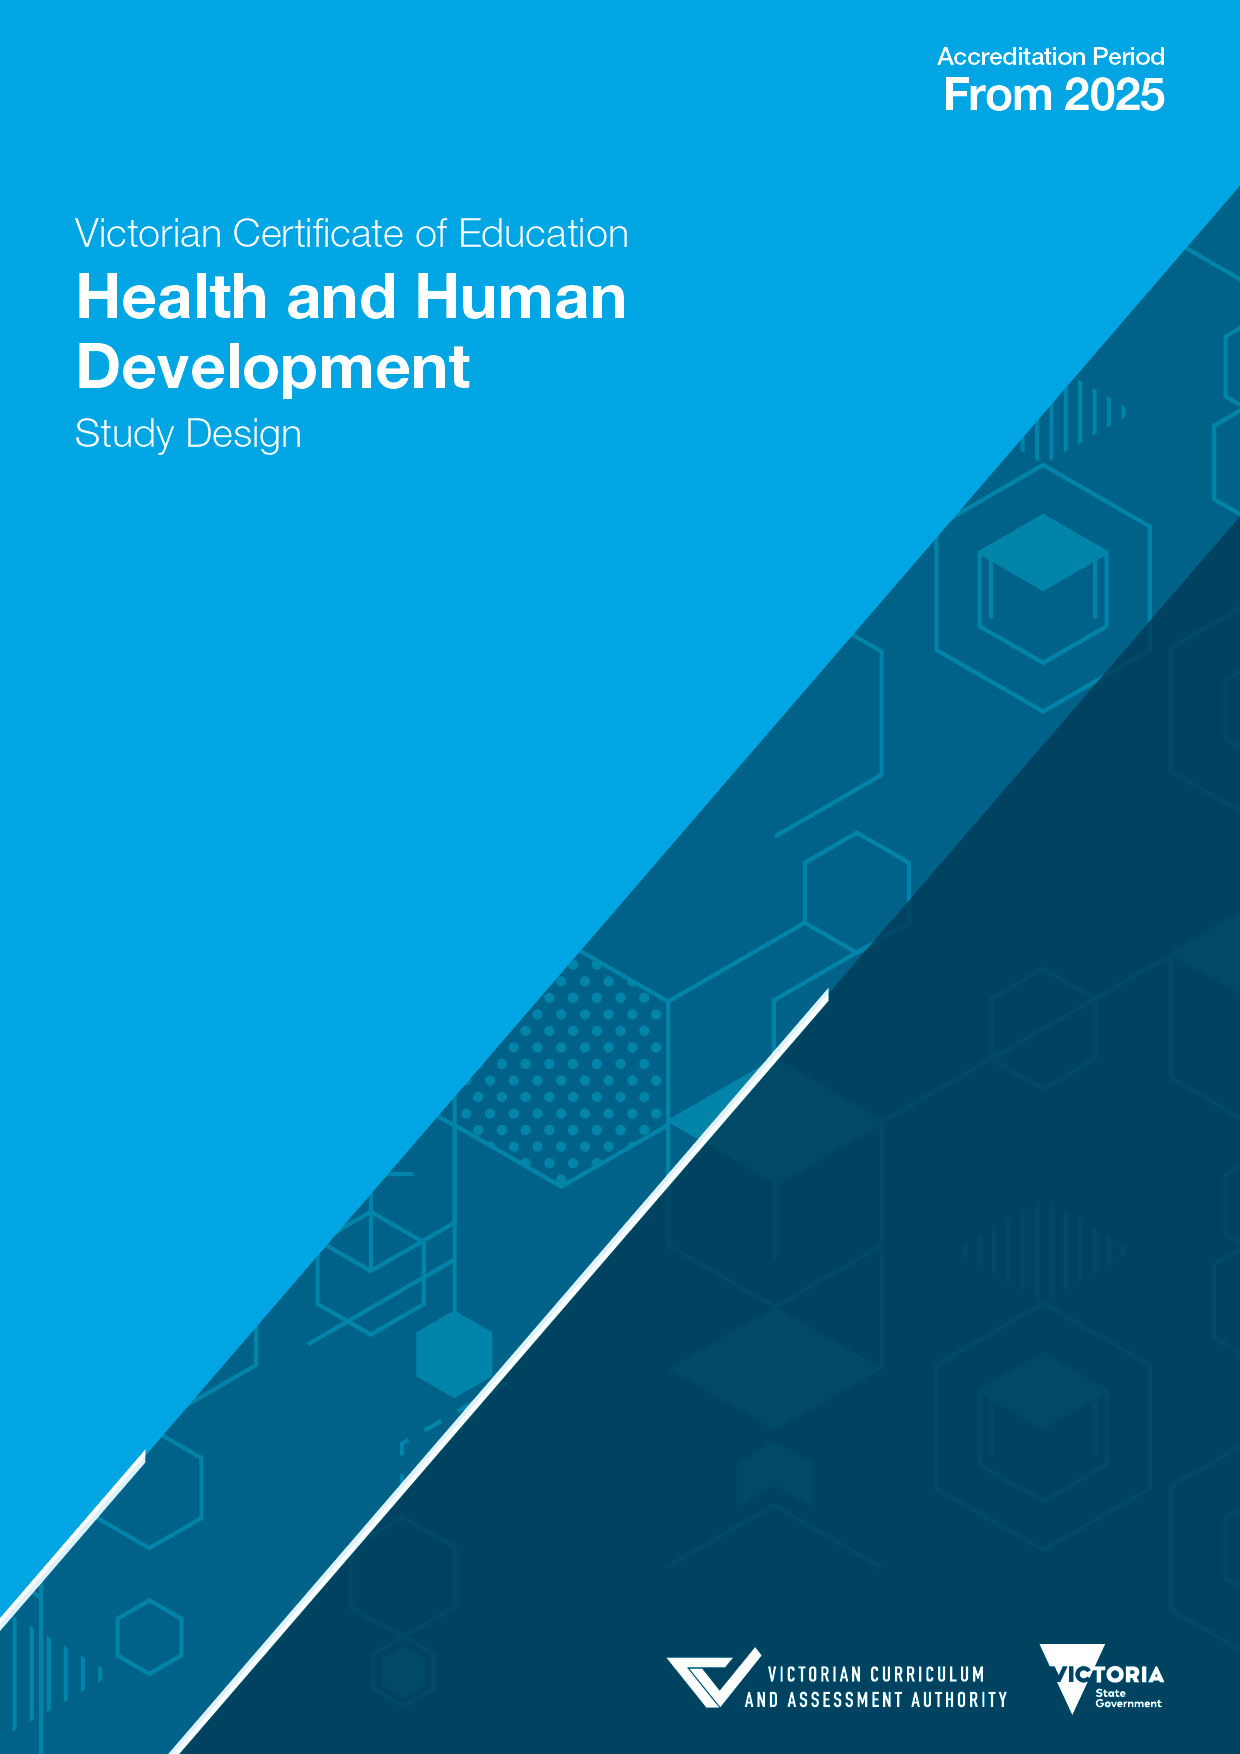 Accreditation Period
From 2025
Victorian Certificate of Education
Health and Human
Development
Study Design
VICTORIAN CURRICULUM
AND ASSESSMENT AUTHORITY
VICTORIA
State
Government